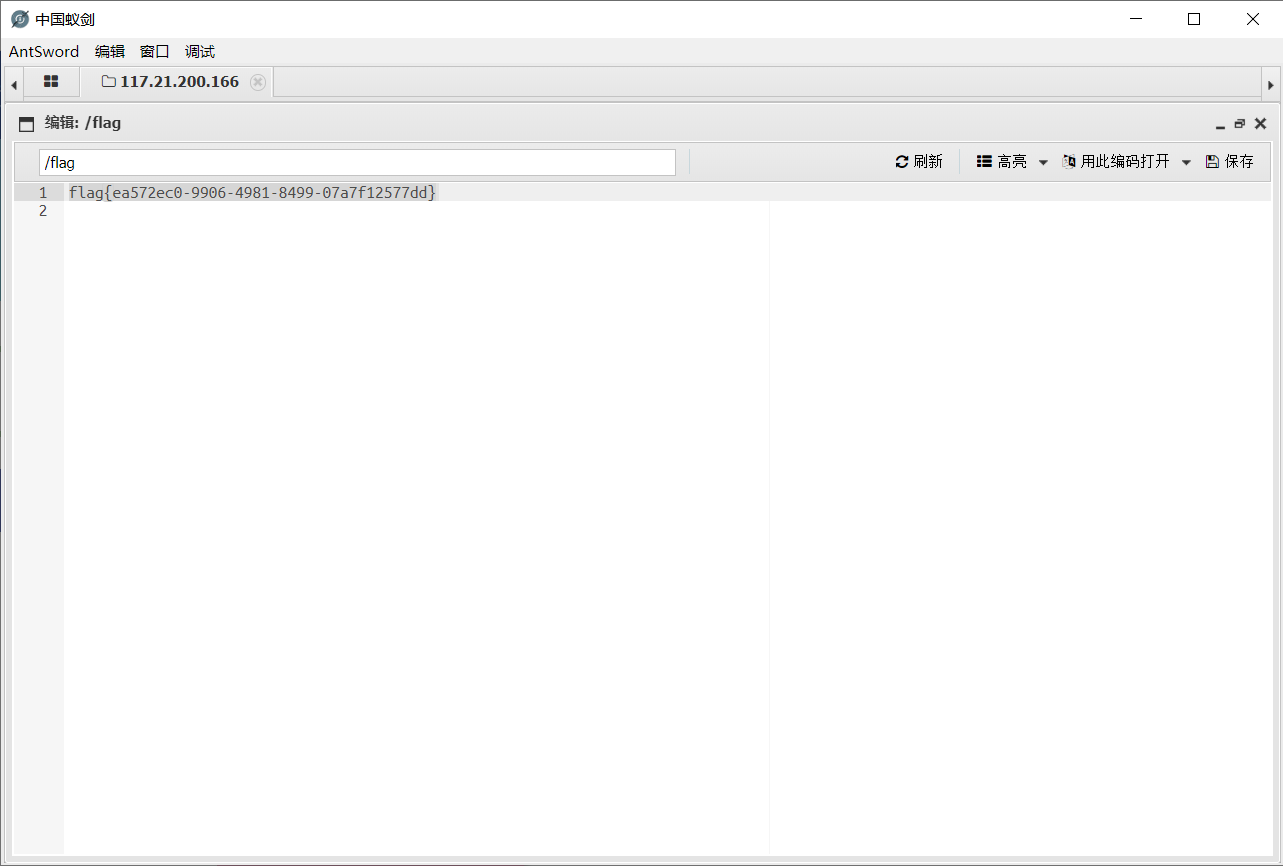 中国蚁剑
AntSword 编辑 窗口 调试
117.21.200.166
编辑: /flag
/flag 刷新 高亮 用此编码打开 保存
1 flag{ea572ec0-9906-4981-8499-07a7f12577dd}
2